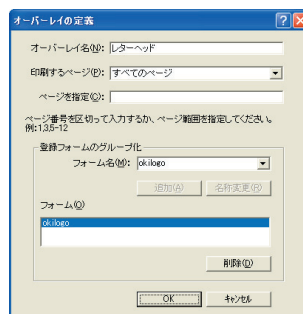 オーバーレイの定義
オーバーレイ名(N): レターヘッド
印刷するページ(P): すべてのページ
ページを指定(C):
ページ番号を区切って入力するか、ページ範囲を指定してください。
例:1,3,5-12
登録フォームのグループ化
フォーム名(M): okilogo
追加(A) 名称変更(R)
フォーム(O)
okilogo
削除(D)
OK キャンセル